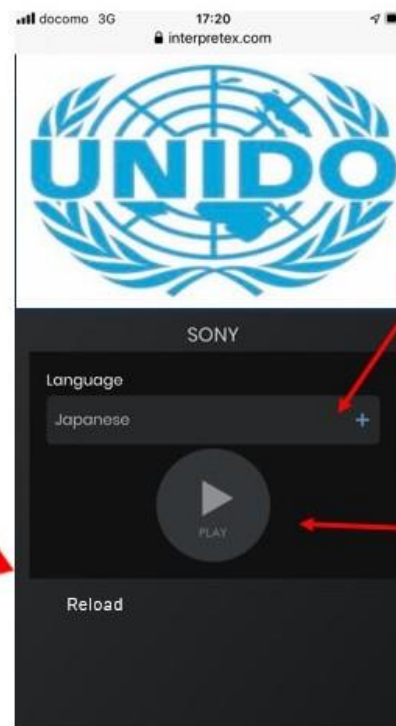 docomo 3G 17:20
interpretex.com
UNIDO
SONY
Language
Japanese +
PLAY
Reload